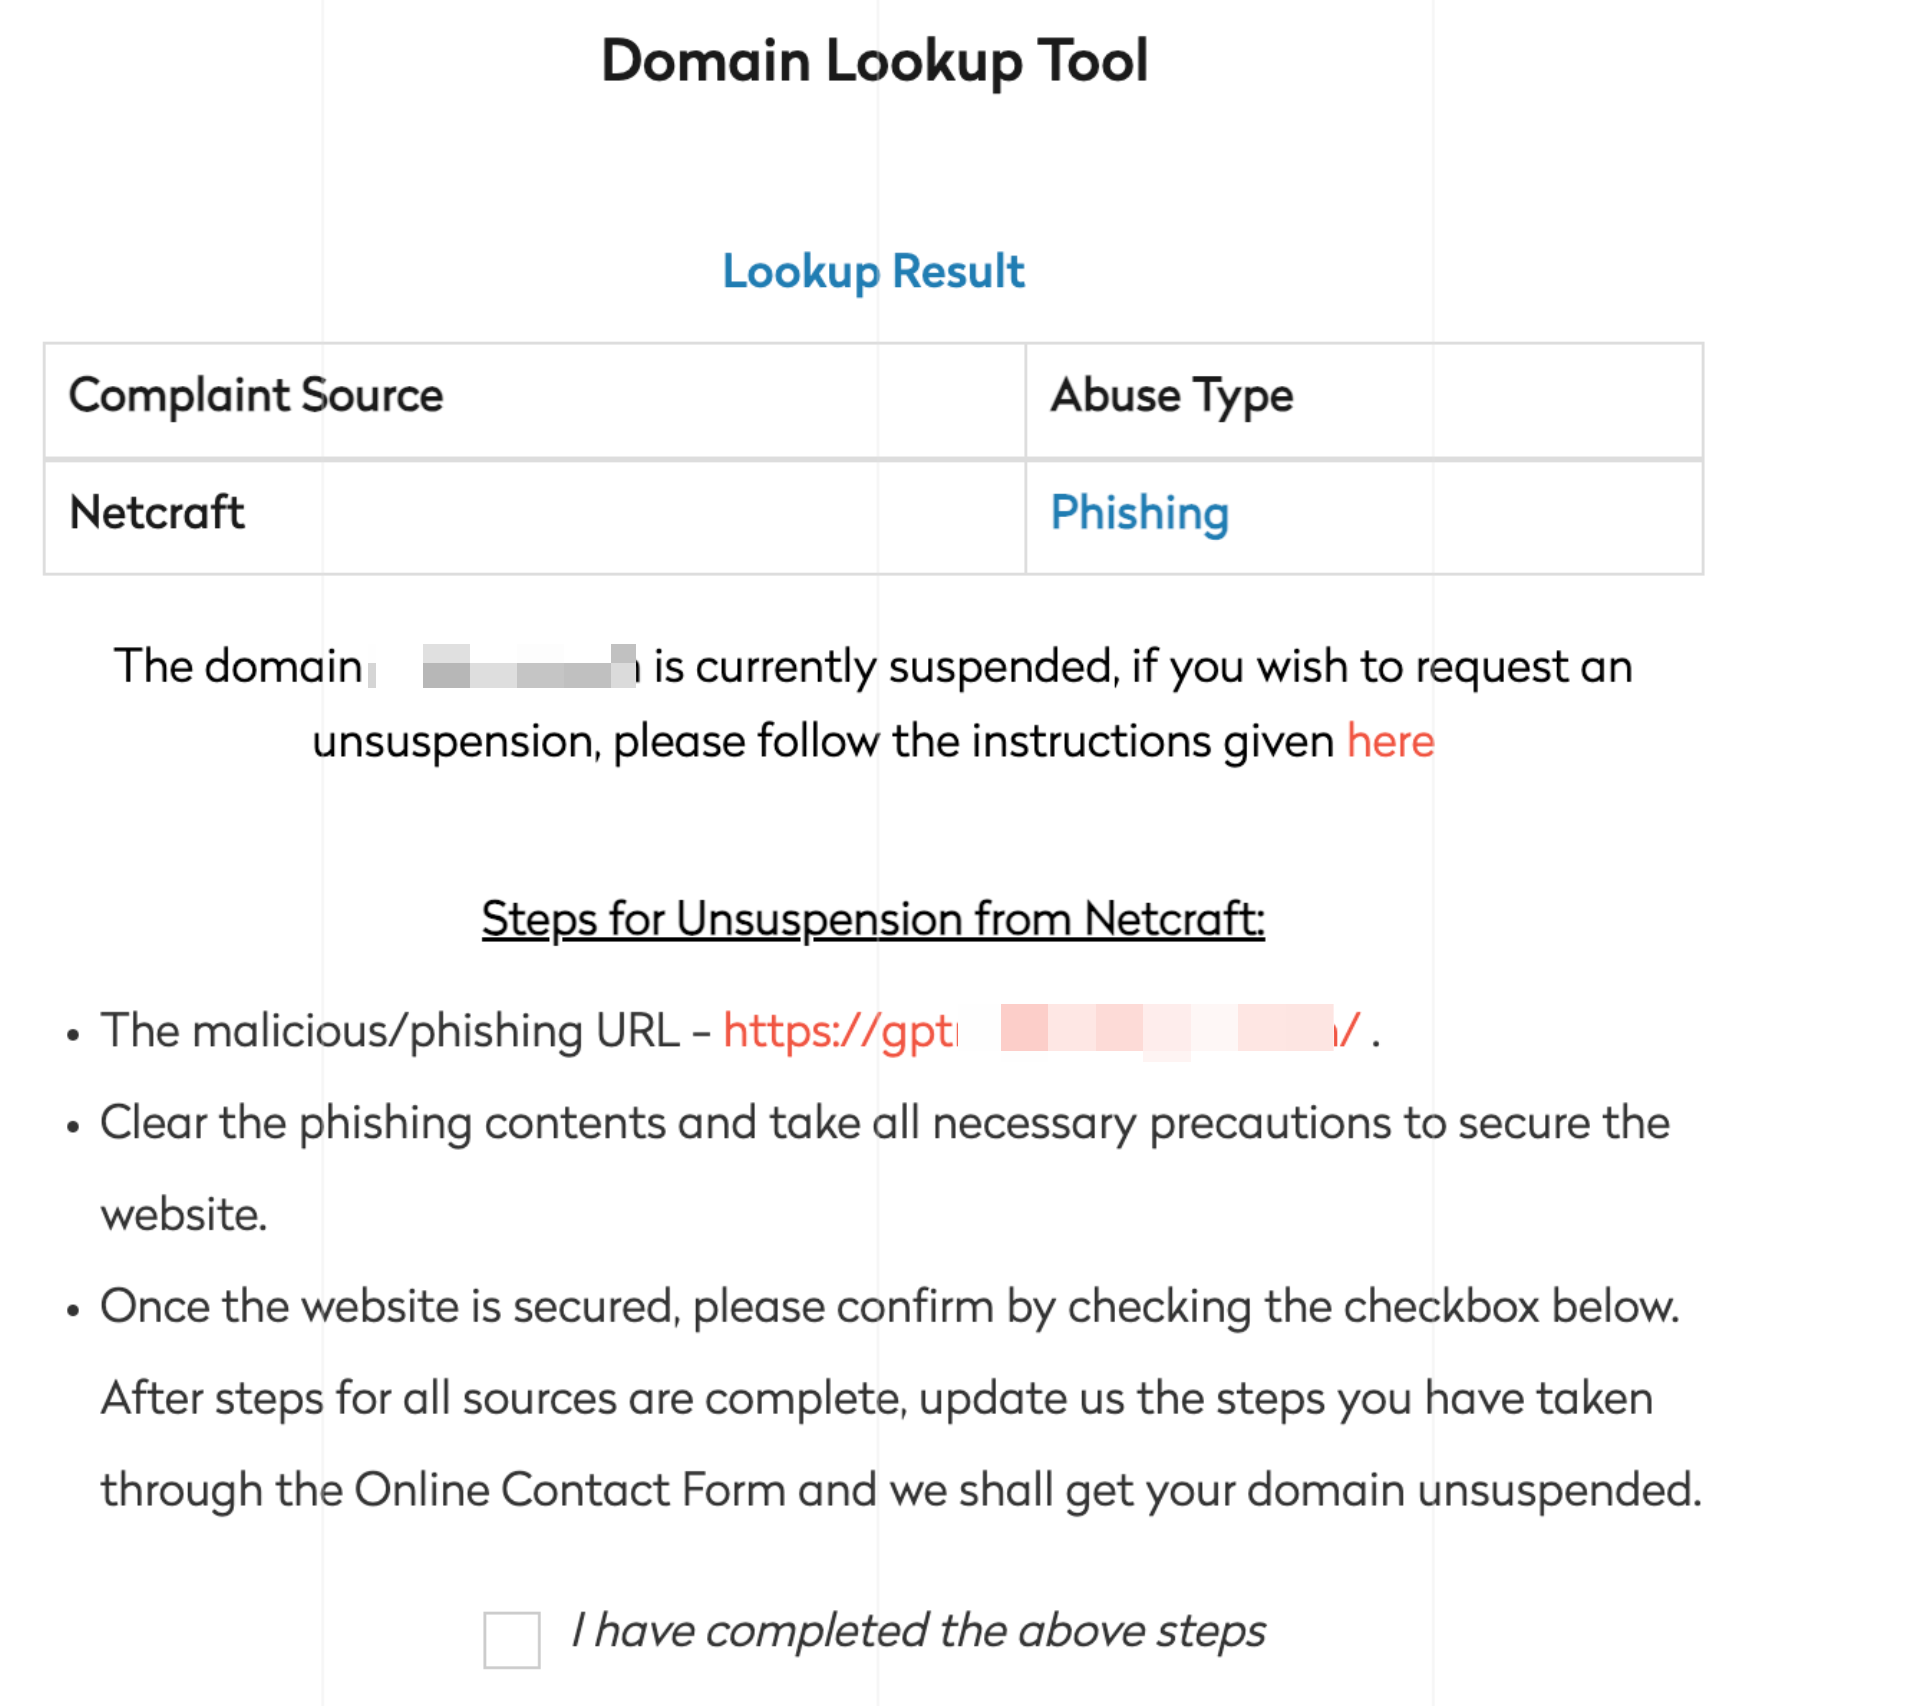 Domain Lookup Tool
Lookup Result
Complaint Source Abuse Type
Netcraft Phishing
The domain is currently suspended, if you wish to request an
unsuspension, please follow the instructions given here
Steps for Unsuspension from Netcraft:
• The malicious/phishing URL - https://gpt / .
• Clear the phishing contents and take all necessary precautions to secure the
website.
• Once the website is secured, please confirm by checking the checkbox below.
After steps for all sources are complete, update us the steps you have taken
through the Online Contact Form and we shall get your domain unsuspended.
I have completed the above steps